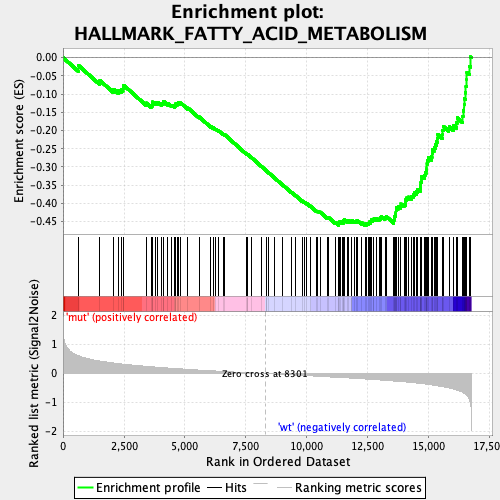 Enrichment plot:
HALLMARK_FATTY_ACID_METABOLISM
Enrichment score (ES)
0.00
-0.05
-0.10
-0.15
-0.20
-0.25
-0.30
-0.35
-0.40
-0.45
'mut' (positively correlated)
Zero cross at 8301
'wt' (negatively correlated)
Ranked list metric (Signal2Noise)
2
1
0
-1
-2
0 2,500 5,000 7,500 10,000 12,500 15,000 17,500
Rank in Ordered Dataset
Enrichment profile Hits Ranking metric scores